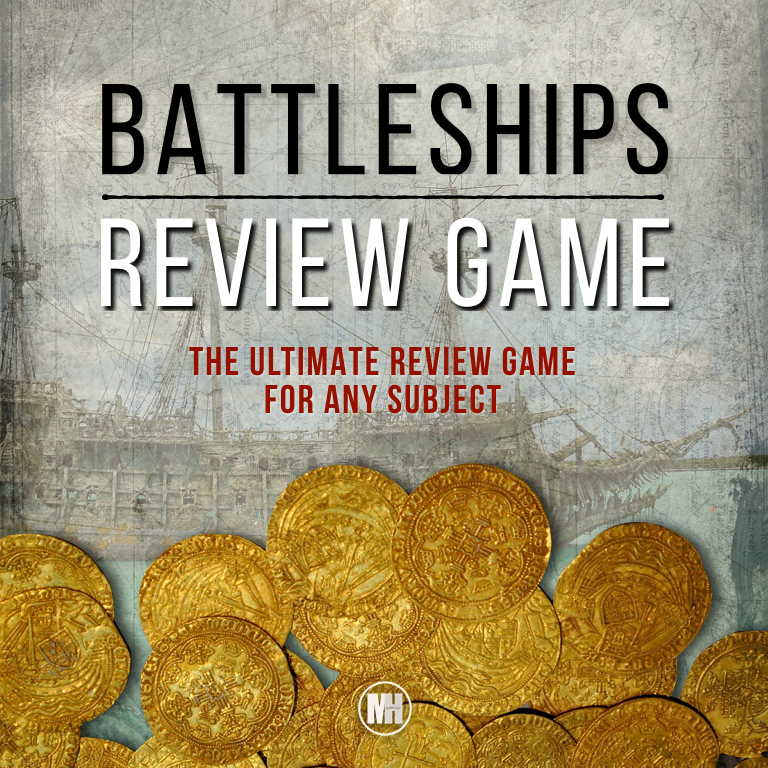 BATTLESHIPS
REVIEW GAME
THE ULTIMATE REVIEW GAME
FOR ANY SUBJECT
MH